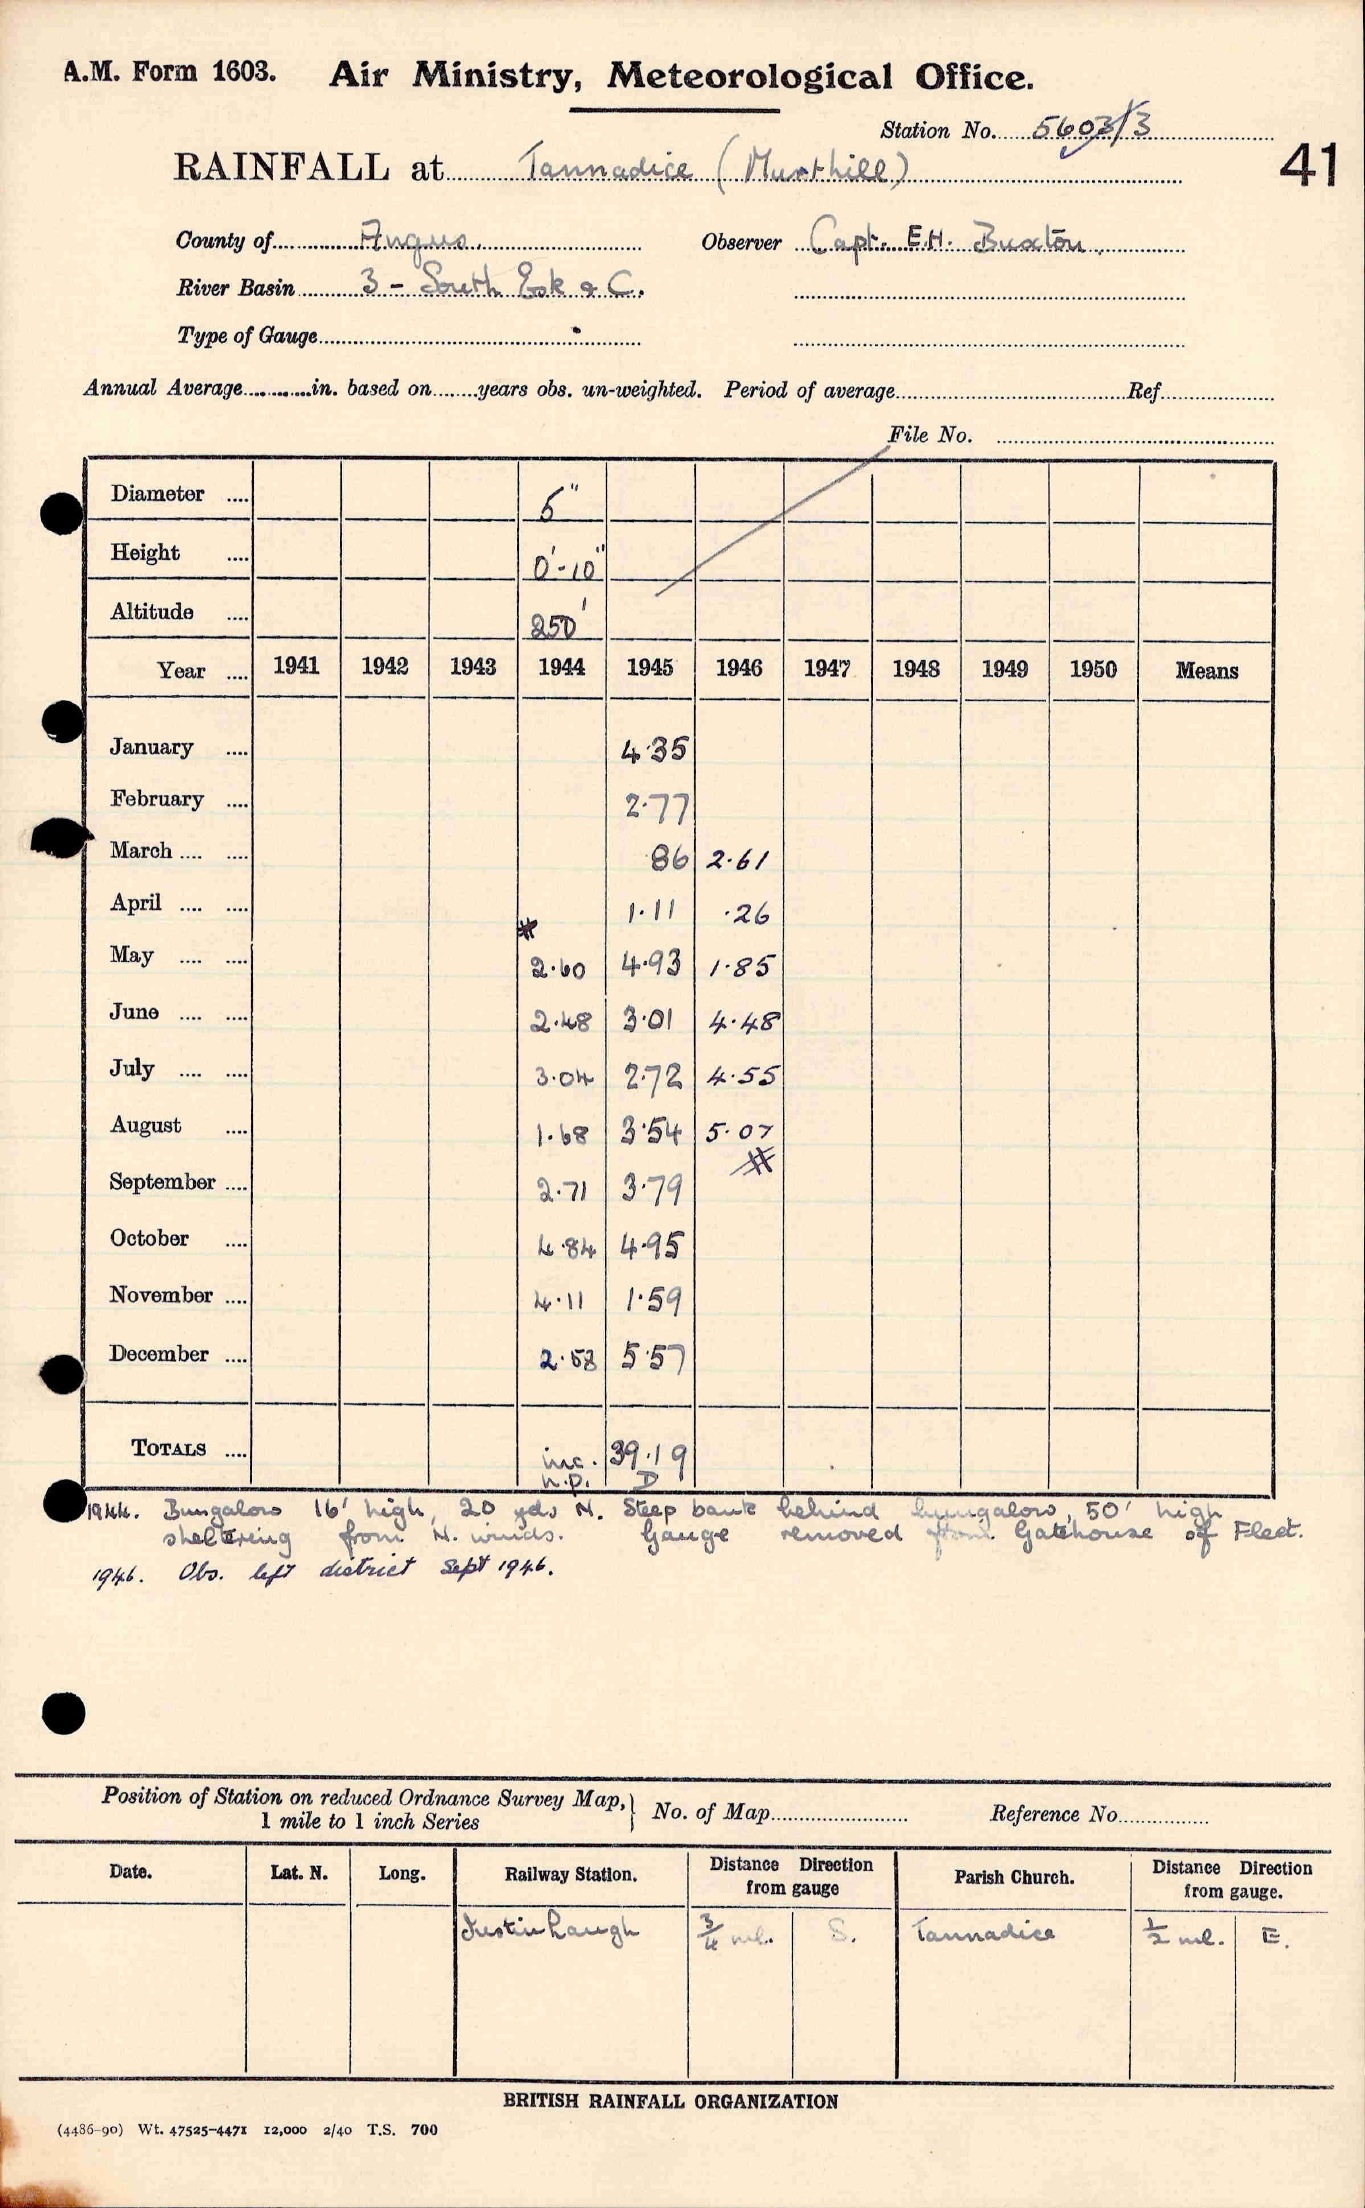 A.M. Form 1603. Air Ministry, Meteorological Office.
Station No. 5603/3
41
RAINFALL at Tannadice (Murthill)
County of Angus. Observer Capt. E.H. Buxton
River Basin 3 - South Esk & C.
Type of Gauge
Annual Average in. based on years obs. un-weighted. Period of average Ref.
File No.
Diameter .... 5"
Height .... 0'-10"
Altitude .... 250'
Year .... 1941 1942 1943 1944 1945 1946 1947 1948 1949 1950 Means
January .... 4.35
February .... 2.77
March .... .... 86 2.61
April .... .... 1.11 .26
May .... .... 2.60 4.93 1.85
June .... .... 2.48 3.01 4.48
July .... .... 3.04 2.72 4.55
August .... 1.68 3.54 5.07
September .... 2.71 3.79
October .... 4.84 4.95
November .... 4.11 1.59
December .... 2.58 5.57
TOTALS .... inc. 39.19
n.p. D
1944. Bungalow 16' high, 20 yds N. Steep bank behind bungalow, 50' high
sheltering from N. winds. Gauge removed from Gatehouse of Fleet.
1946. Obs. left district Sept 1946.
Position of Station on reduced Ordnance Survey Map,
1 mile to 1 inch Series
No. of Map Reference No.
Date. Lat. N. Long. Railway Station. Distance Direction from gauge Parish Church. Distance Direction from gauge.
Justinhaugh 3/4 ml. S. Tannadice 1/2 ml. E.
BRITISH RAINFALL ORGANIZATION
(4486-90) Wt. 47525-4471 12,000 2/40 T.S. 700